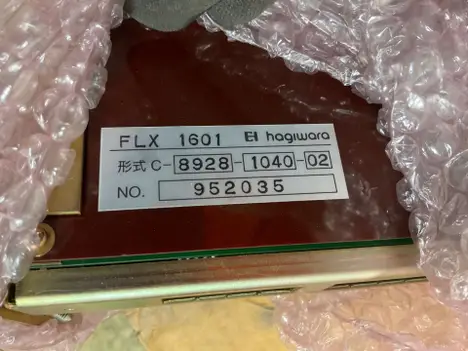 FLX 1601 hagiwara
形式 C-8928-1040-02
NO. 952035